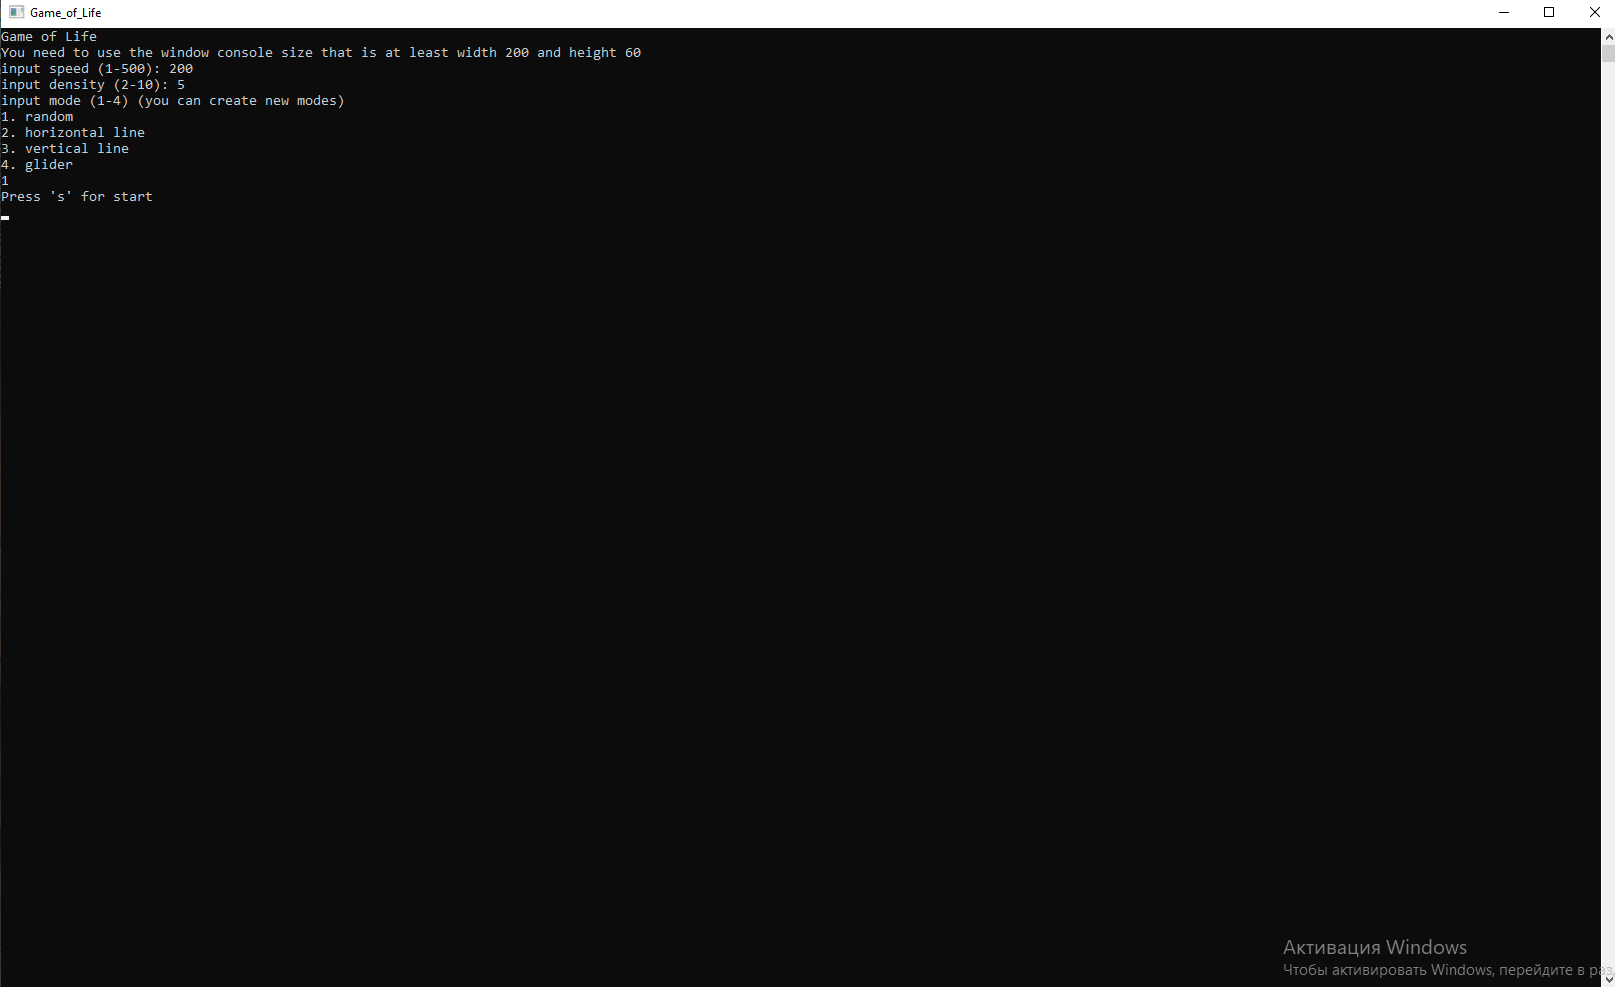 Game_of_Life
Game of Life
You need to use the window console size that is at least width 200 and height 60
input speed (1-500): 200
input density (2-10): 5
input mode (1-4) (you can create new modes)
1. random
2. horizontal line
3. vertical line
4. glider
1
Press 's' for start
Активация Windows
Чтобы активировать Windows, перейдите в